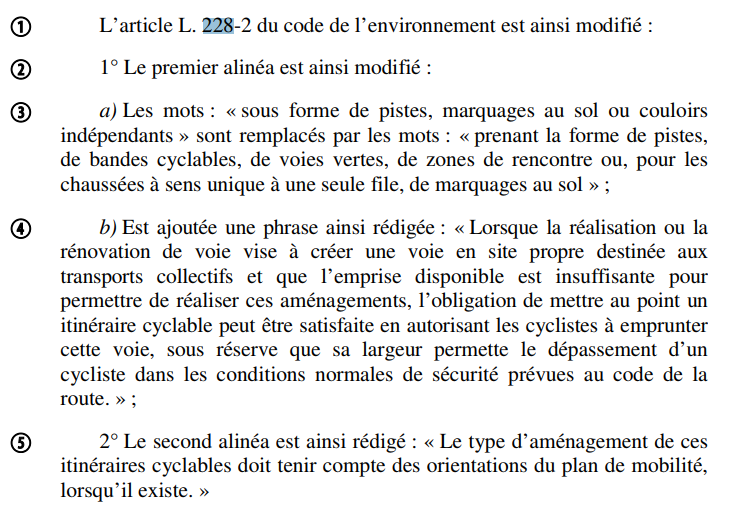 ① L’article L. 228-2 du code de l’environnement est ainsi modifié :
② 1° Le premier alinéa est ainsi modifié :
③ a) Les mots : « sous forme de pistes, marquages au sol ou couloirs
indépendants » sont remplacés par les mots : « prenant la forme de pistes,
de bandes cyclables, de voies vertes, de zones de rencontre ou, pour les
chaussées à sens unique à une seule file, de marquages au sol » ;
④ b) Est ajoutée une phrase ainsi rédigée : « Lorsque la réalisation ou la
rénovation de voie vise à créer une voie en site propre destinée aux
transports collectifs et que l’emprise disponible est insuffisante pour
permettre de réaliser ces aménagements, l’obligation de mettre au point un
itinéraire cyclable peut être satisfaite en autorisant les cyclistes à emprunter
cette voie, sous réserve que sa largeur permette le dépassement d’un
cycliste dans les conditions normales de sécurité prévues au code de la
route. » ;
⑤ 2° Le second alinéa est ainsi rédigé : « Le type d’aménagement de ces
itinéraires cyclables doit tenir compte des orientations du plan de mobilité,
lorsqu’il existe. »